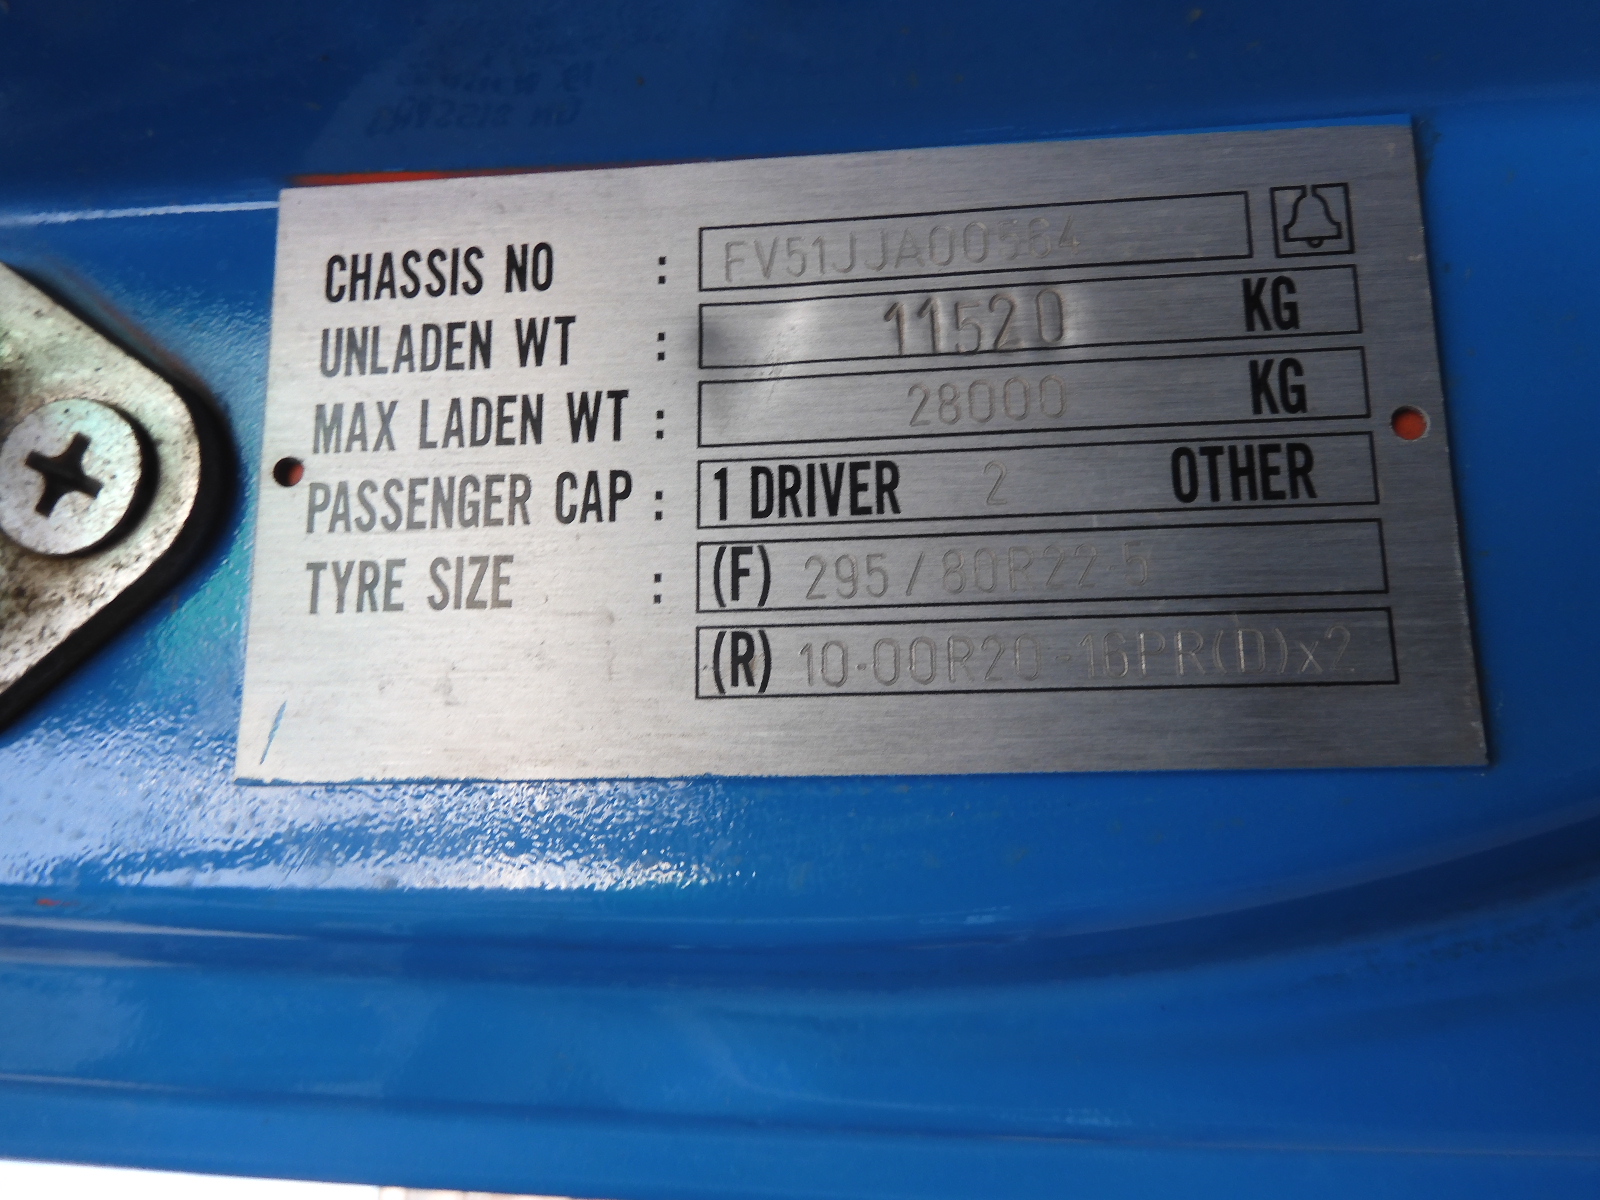 CHASSIS NO : FV51JJA00564
UNLADEN WT : 11520 KG
MAX LADEN WT : 28000 KG
PASSENGER CAP : 1 DRIVER 2 OTHER
TYRE SIZE : (F) 295/80R22-5
(R) 10-00R20-16PR(D)x2